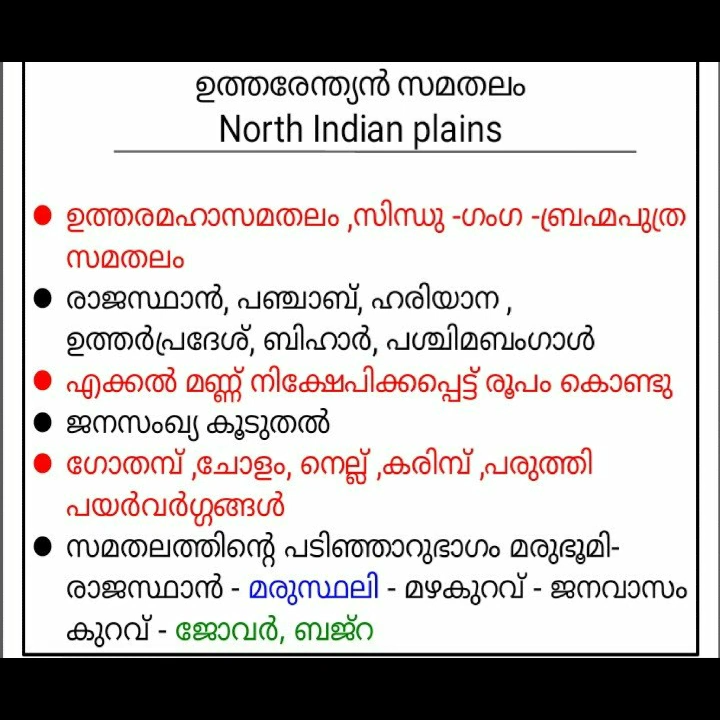 ഉത്തരേന്ത്യൻ സമതലം
North Indian plains
● ഉത്തരമഹാസമതലം ,സിന്ധു -ഗംഗ -ബ്രഹ്മപുത്ര
സമതലം
● രാജസ്ഥാൻ, പഞ്ചാബ്, ഹരിയാന ,
ഉത്തർപ്രദേശ്, ബിഹാർ, പശ്ചിമബംഗാൾ
● എക്കൽ മണ്ണ് നിക്ഷേപിക്കപ്പെട്ട് രൂപം കൊണ്ടു
● ജനസംഖ്യ കൂടുതൽ
● ഗോതമ്പ് ,ചോളം, നെല്ല് ,കരിമ്പ് ,പരുത്തി
പയർവർഗ്ഗങ്ങൾ
● സമതലത്തിന്റെ പടിഞ്ഞാറുഭാഗം മരുഭൂമി-
രാജസ്ഥാൻ - മരുസ്ഥലി - മഴകുറവ് - ജനവാസം
കുറവ് - ജോവർ, ബജ്റ